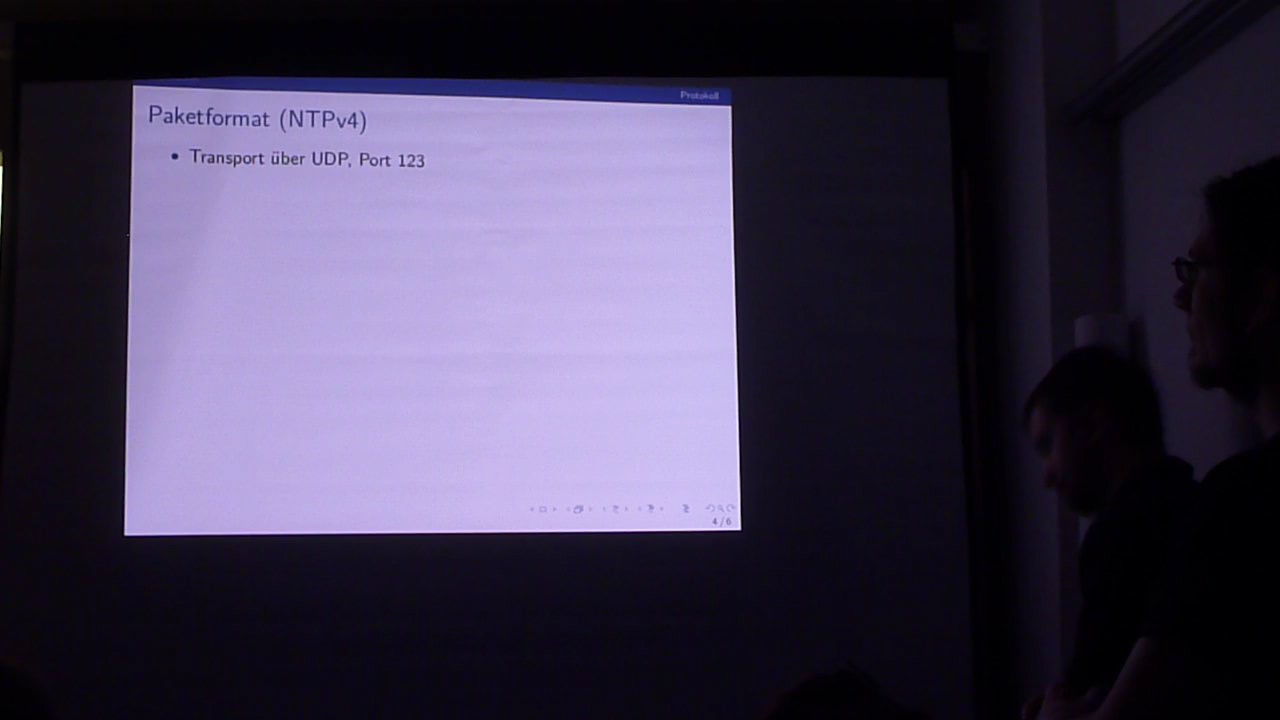 Protokoll
Paketformat (NTPv4)
• Transport über UDP, Port 123
4/6